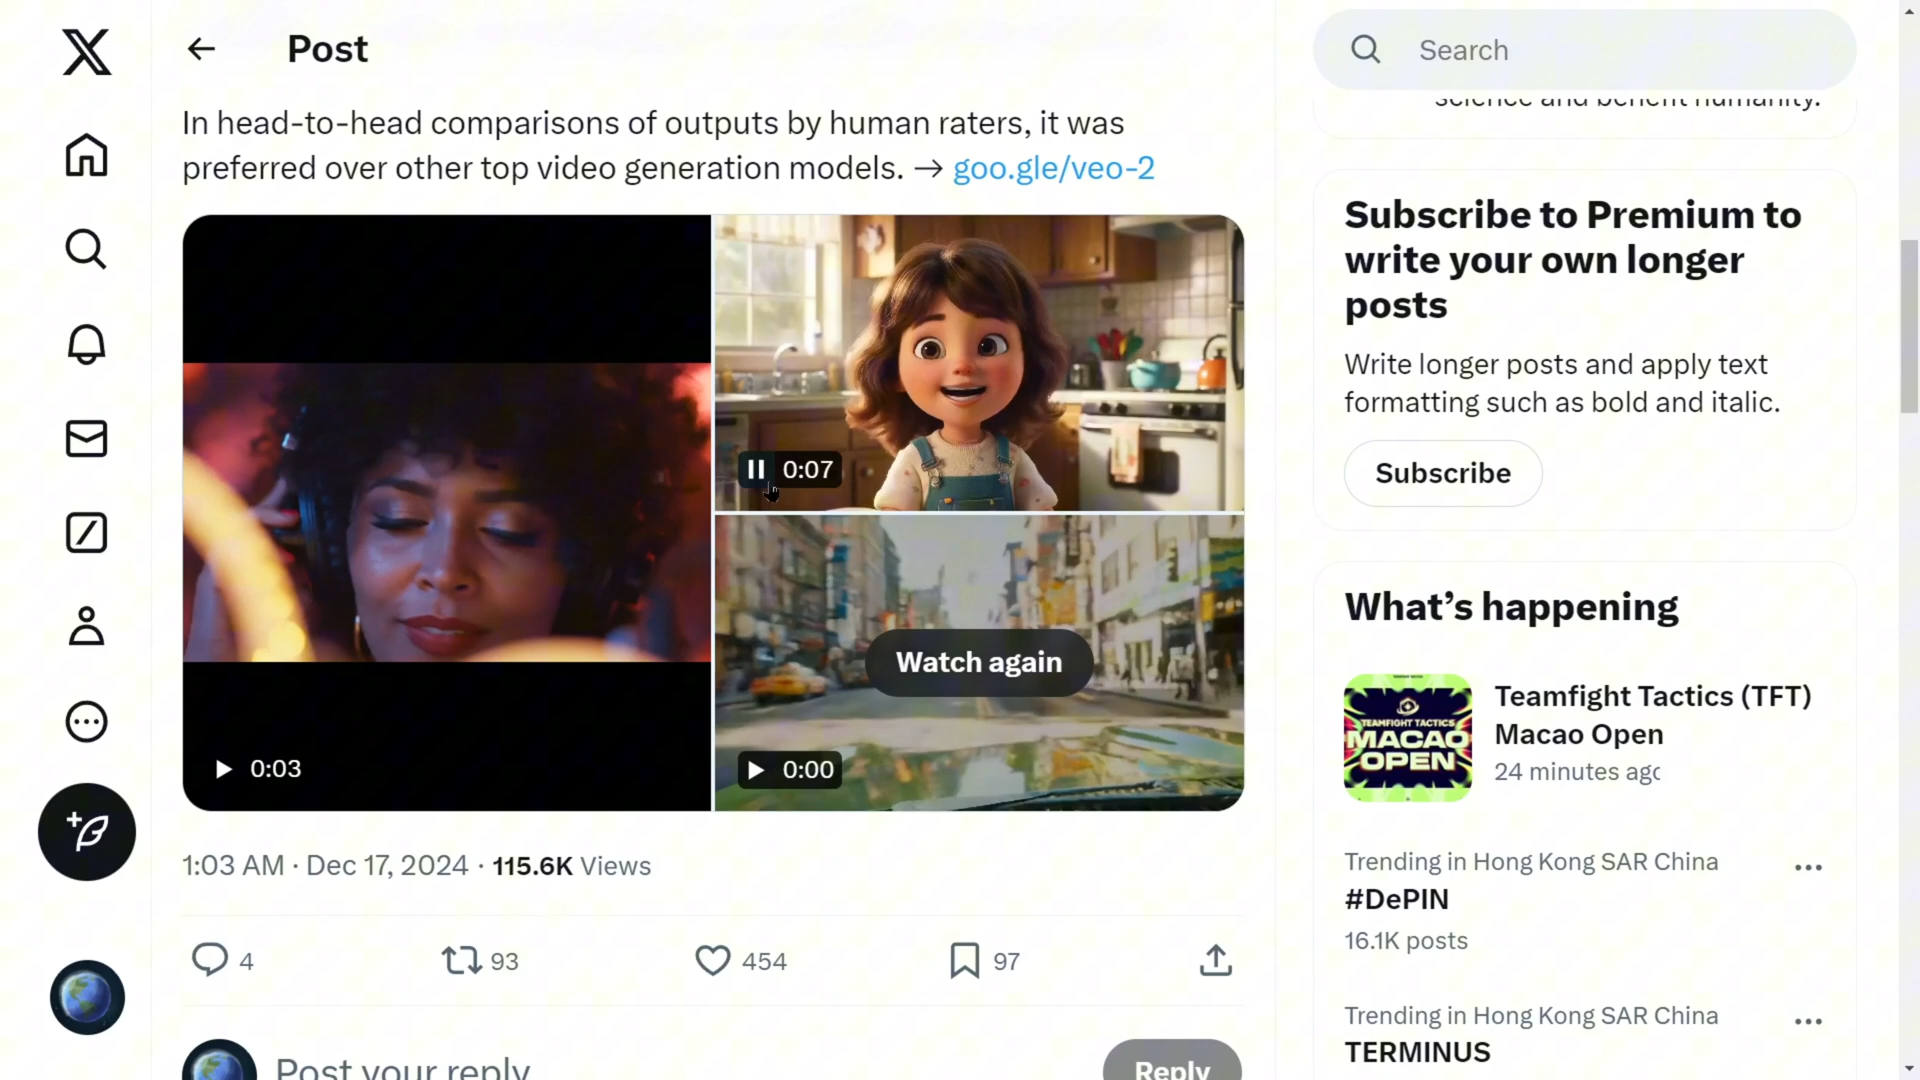 Post
Search
science and benefit humanity.
In head-to-head comparisons of outputs by human raters, it was
preferred over other top video generation models. → goo.gle/veo-2
0:07
Watch again
0:03
0:00
1:03 AM · Dec 17, 2024 · 115.6K Views
4
93
454
97
Post your reply
Reply
Subscribe to Premium to
write your own longer
posts
Write longer posts and apply text
formatting such as bold and italic.
Subscribe
What's happening
TEAMFIGHT TACTICS
MACAO
OPEN
Teamfight Tactics (TFT)
Macao Open
24 minutes ago
Trending in Hong Kong SAR China
#DePIN
16.1K posts
Trending in Hong Kong SAR China
TERMINUS